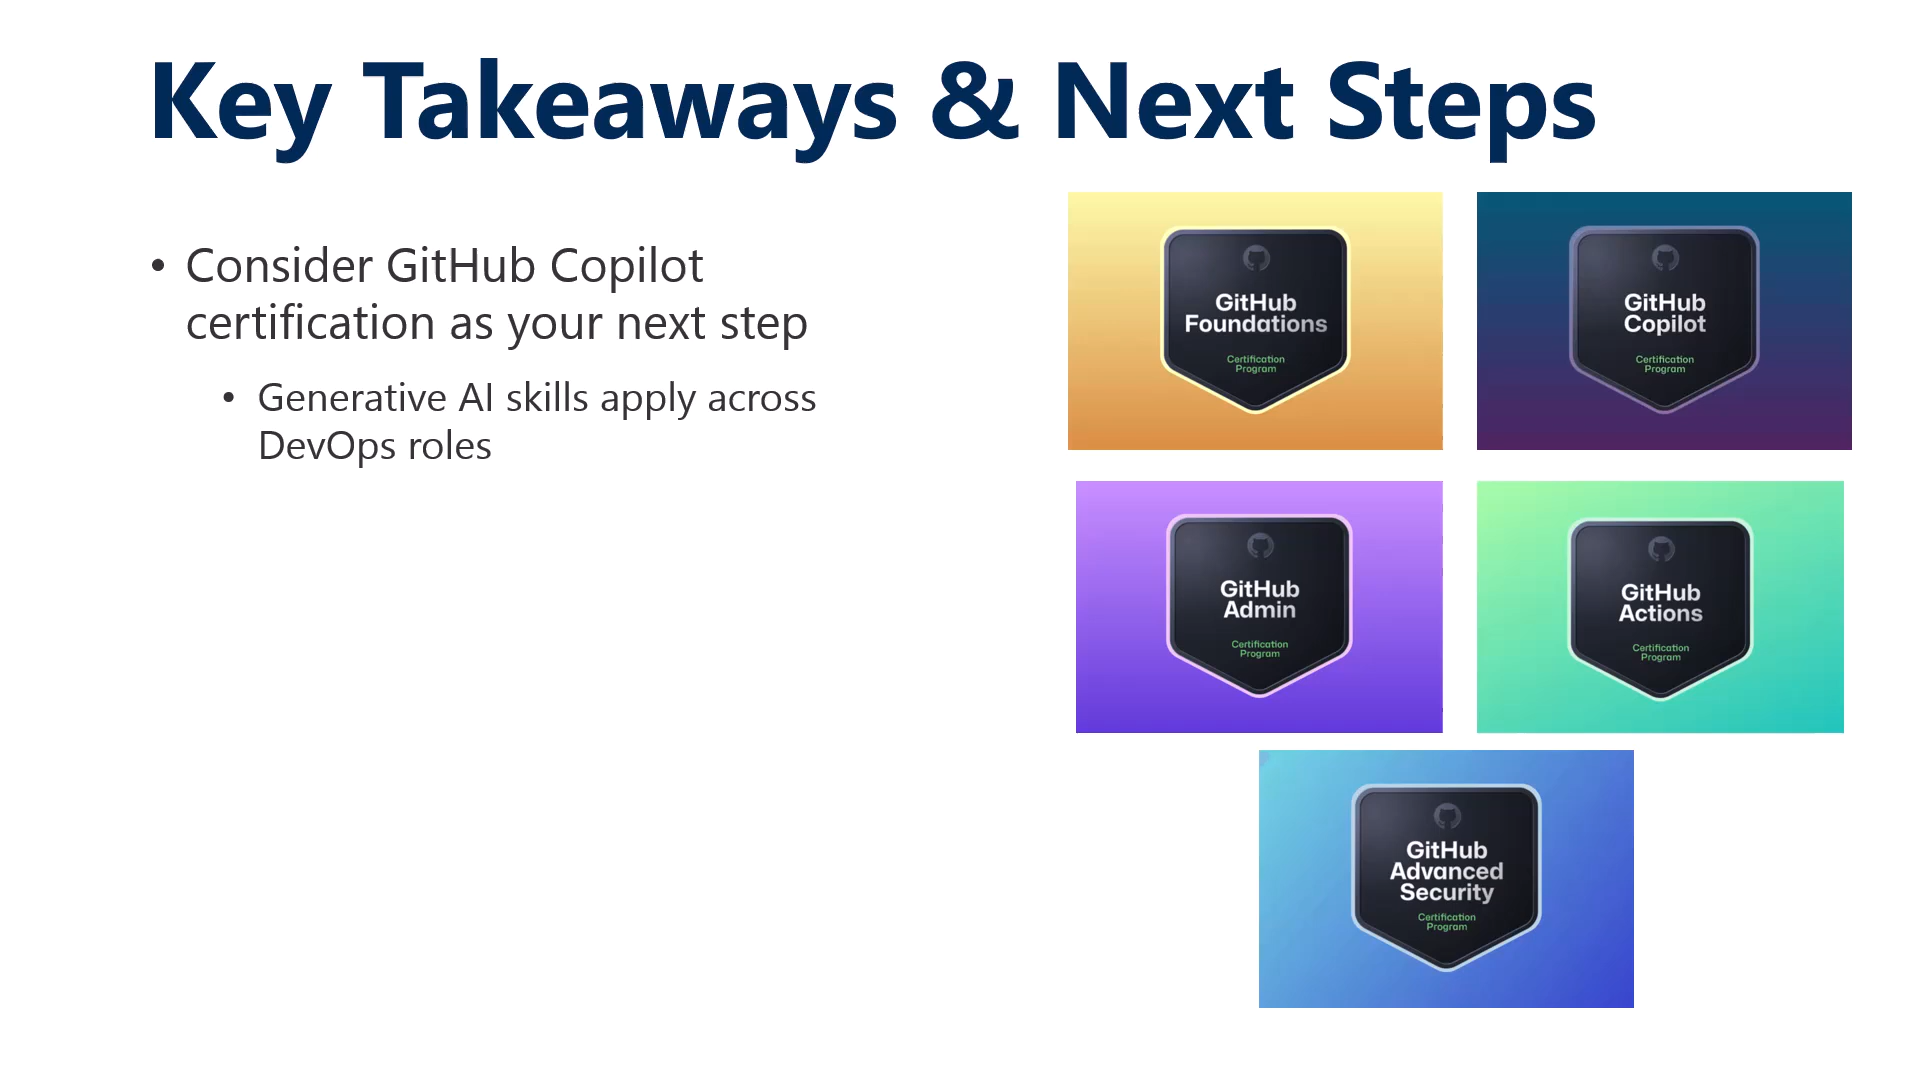 Key Takeaways & Next Steps
• Consider GitHub Copilot
certification as your next step
• Generative AI skills apply across
DevOps roles
GitHub
Foundations
Certification
Program
GitHub
Copilot
Certification
Program
GitHub
Admin
Certification
Program
GitHub
Actions
Certification
Program
GitHub
Advanced
Security
Certification
Program